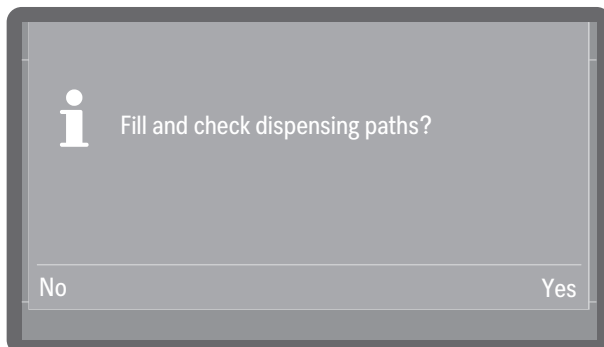 Fill and check dispensing paths?
No
Yes